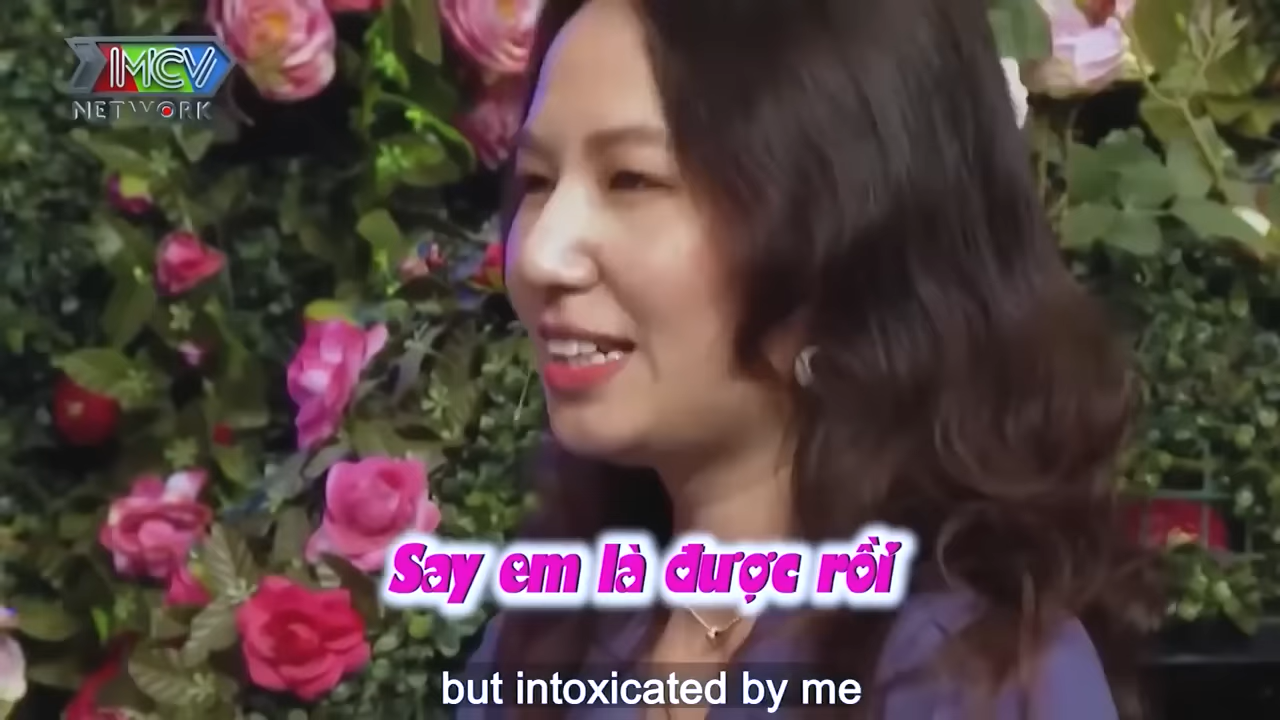 MCV
NETWORK
Say em là được rồi
but intoxicated by me